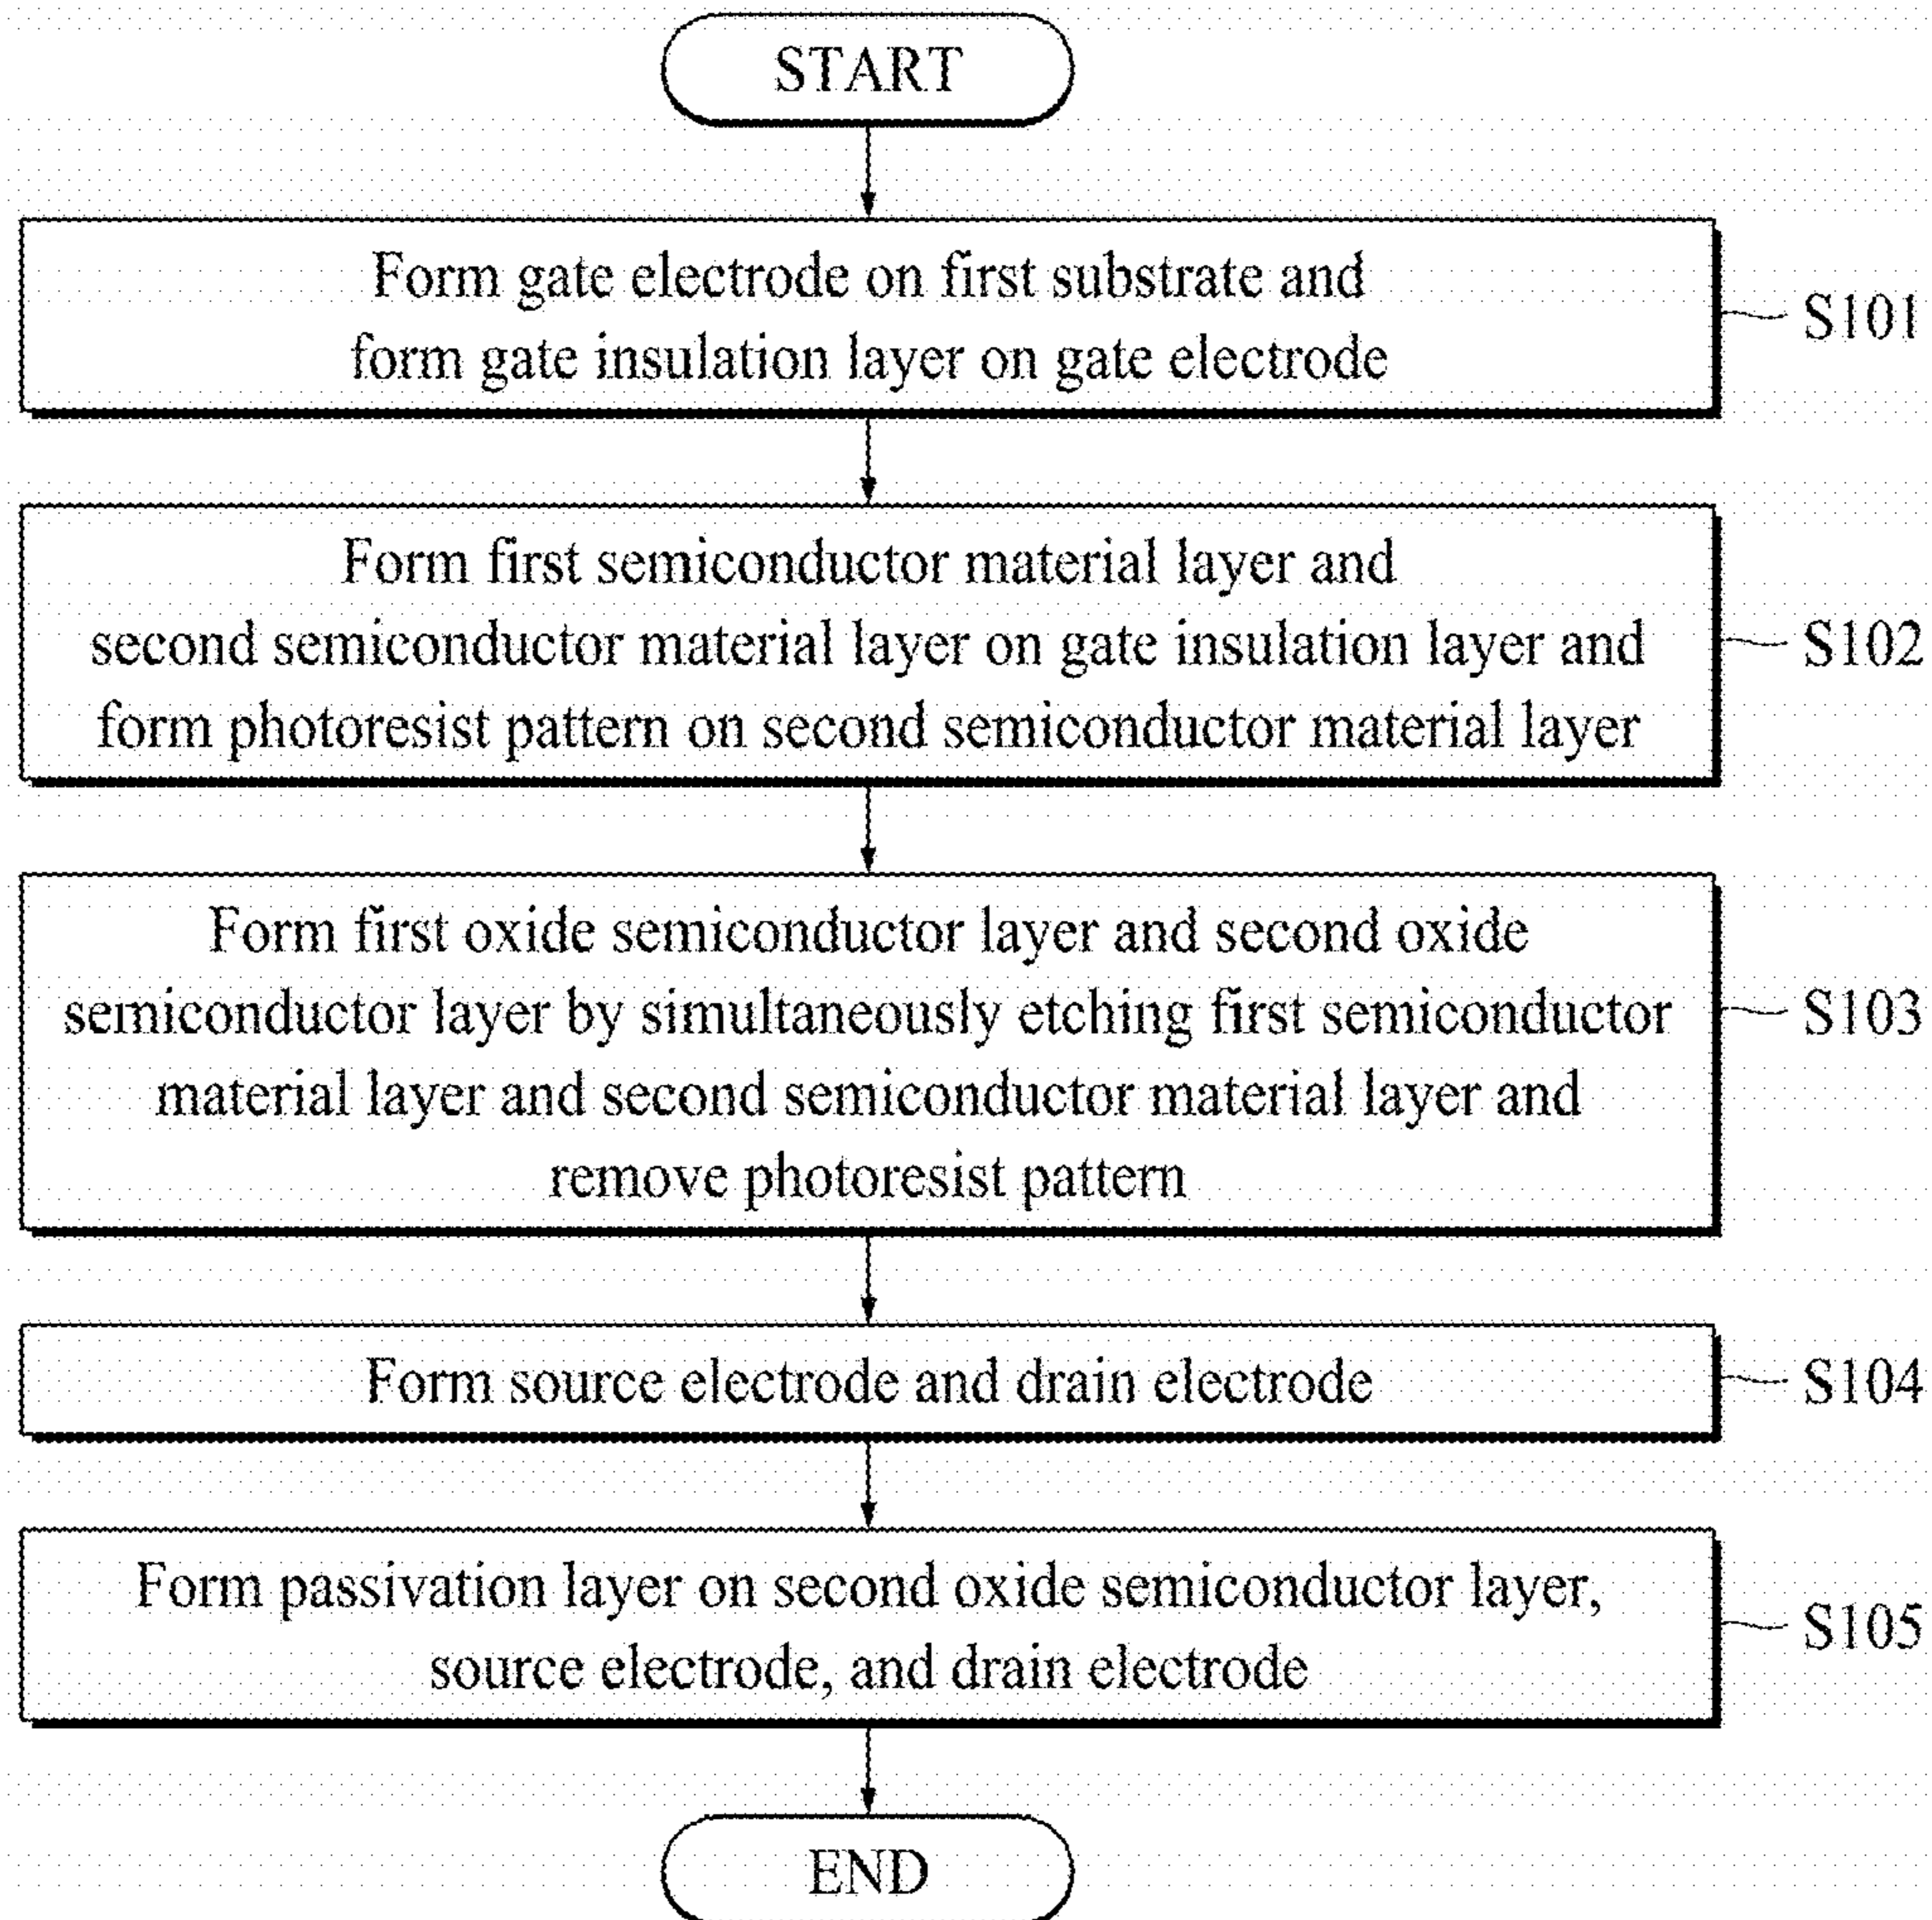 START
Form gate electrode on first substrate and
form gate insulation layer on gate electrode
S101
Form first semiconductor material layer and
second semiconductor material layer on gate insulation layer and
form photoresist pattern on second semiconductor material layer
S102
Form first oxide semiconductor layer and second oxide
semiconductor layer by simultaneously etching first semiconductor
material layer and second semiconductor material layer and
remove photoresist pattern
S103
Form source electrode and drain electrode
S104
Form passivation layer on second oxide semiconductor layer,
source electrode, and drain electrode
S105
END